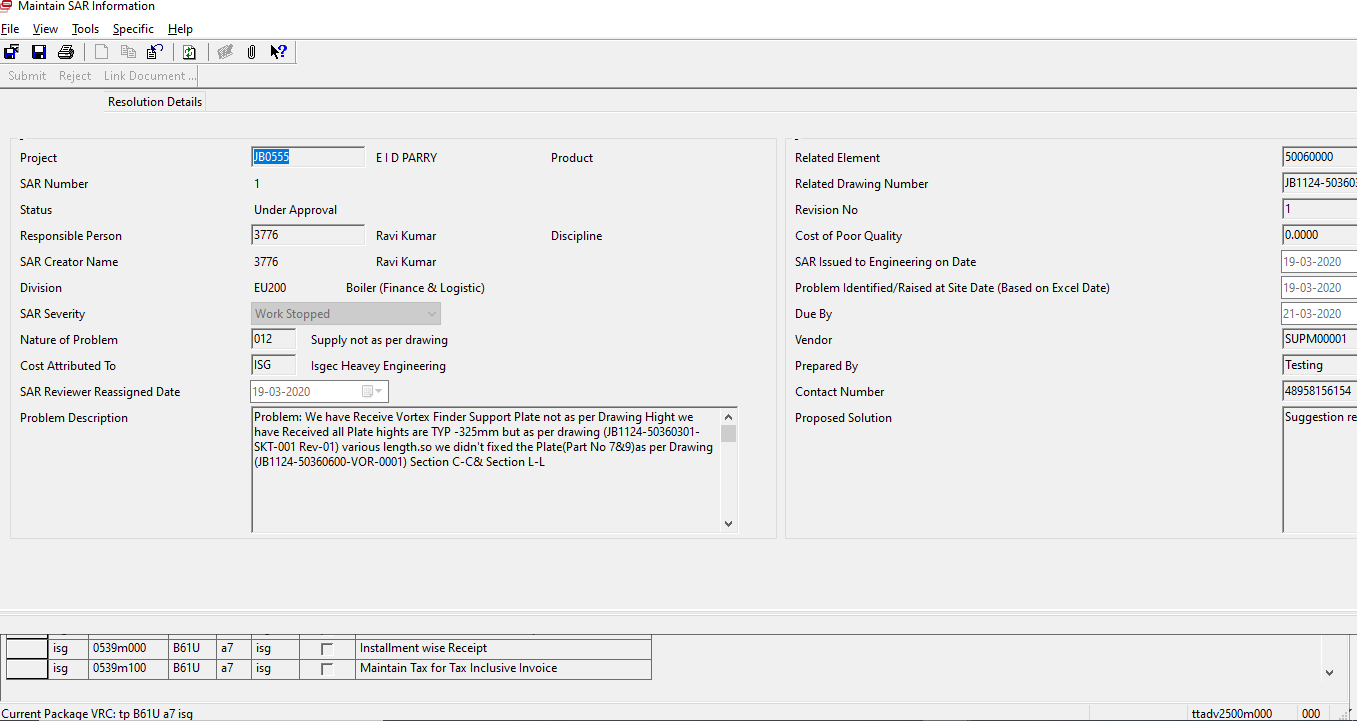 Maintain SAR Information
File View Tools Specific Help
Submit Reject Link Document ...
Resolution Details
Project JB0555 E I D PARRY Product
SAR Number 1
Status Under Approval
Responsible Person 3776 Ravi Kumar Discipline
SAR Creator Name 3776 Ravi Kumar
Division EU200 Boiler (Finance & Logistic)
SAR Severity Work Stopped
Nature of Problem 012 Supply not as per drawing
Cost Attributed To ISG Isgec Heavey Engineering
SAR Reviewer Reassigned Date 19-03-2020
Problem Description
Problem: We have Receive Vortex Finder Support Plate not as per Drawing Hight we
have Received all Plate hights are TYP -325mm but as per drawing (JB1124-50360301-
SKT-001 Rev-01) various length.so we didn't fixed the Plate(Part No 7&9)as per Drawing
(JB1124-50360600-VOR-0001) Section C-C& Section L-L
Related Element 50060000
Related Drawing Number JB1124-50360
Revision No 1
Cost of Poor Quality 0.0000
SAR Issued to Engineering on Date 19-03-2020
Problem Identified/Raised at Site Date (Based on Excel Date) 19-03-2020
Due By 21-03-2020
Vendor SUPM00001
Prepared By Testing
Contact Number 48958156154
Proposed Solution Suggestion re
isg 0539m000 B61U a7 isg Installment wise Receipt
isg 0539m100 B61U a7 isg Maintain Tax for Tax Inclusive Invoice
Current Package VRC: tp B61U a7 isg ttadv2500m000 000